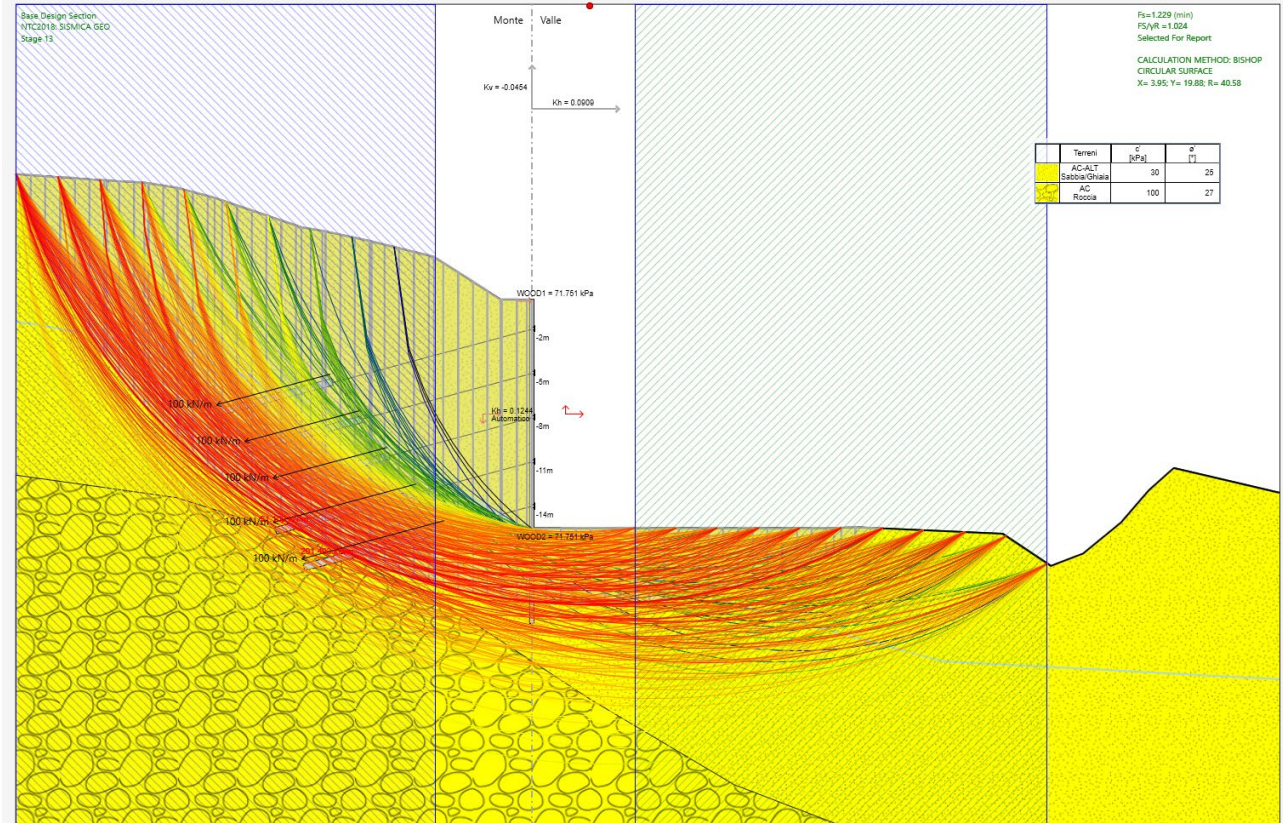 Base Design Section
NTC2018: SISMICA GEO
Stage 13
Monte
Valle
Fs=1.229 (min)
FS/γR =1.024
Selected For Report
CALCULATION METHOD: BISHOP
CIRCULAR SURFACE
X= 3.95; Y= 19.88; R= 40.58
Kv = -0.0454
Kh = 0.0909
Terreni c' [kPa] ø' [°]
AC-ALT Sabbia/Ghiaia 30 25
AC Roccia 100 27
WOOD1 = 71.751 kPa
-2m
-5m
Kh = 0.1244
Automatico
-8m
-11m
-14m
WOOD2 = 71.751 kPa
100 kN/m
100 kN/m
100 kN/m
100 kN/m
100 kN/m